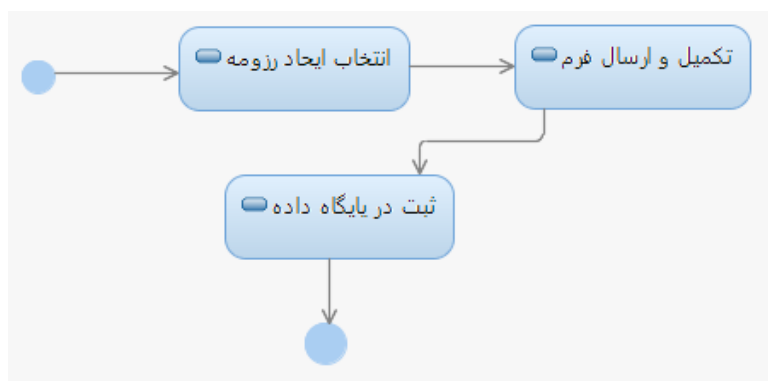 انتخاب ایجاد رزومه
تکمیل و ارسال فرم
ثبت در پایگاه داده